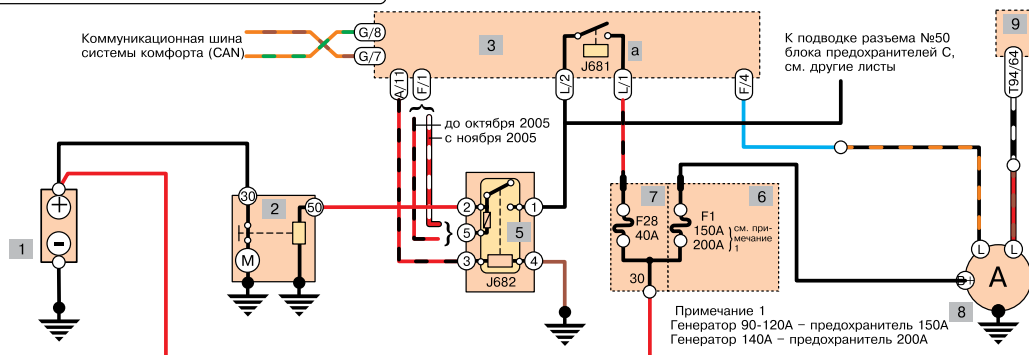 Коммуникационная шина
системы комфорта (CAN)
G/8
G/7
3
a
J681
К подводке разъема №50
блока предохранителей С,
см. другие листы
9
T94/64
A/11
F/1
L/2
L/1
F/4
до октября 2005
с ноября 2005
1
+
-
30
2
50
M
2
1
5
5
3
4
J682
7
6
F28
40A
F1
150A
200A
см. при-
мечание
1
30
L
L
A
B+
8
Примечание 1
Генератор 90-120А – предохранитель 150А
Генератор 140А – предохранитель 200А